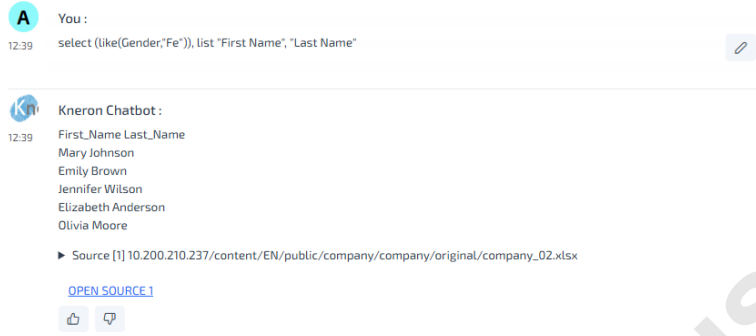 A
You :
12:39
select (like(Gender,"Fe")), list "First Name", "Last Name"
Kn
Kneron Chatbot :
12:39
First_Name Last_Name
Mary Johnson
Emily Brown
Jennifer Wilson
Elizabeth Anderson
Olivia Moore
▶ Source [1] 10.200.210.237/content/EN/public/company/company/original/company_02.xlsx
OPEN SOURCE 1